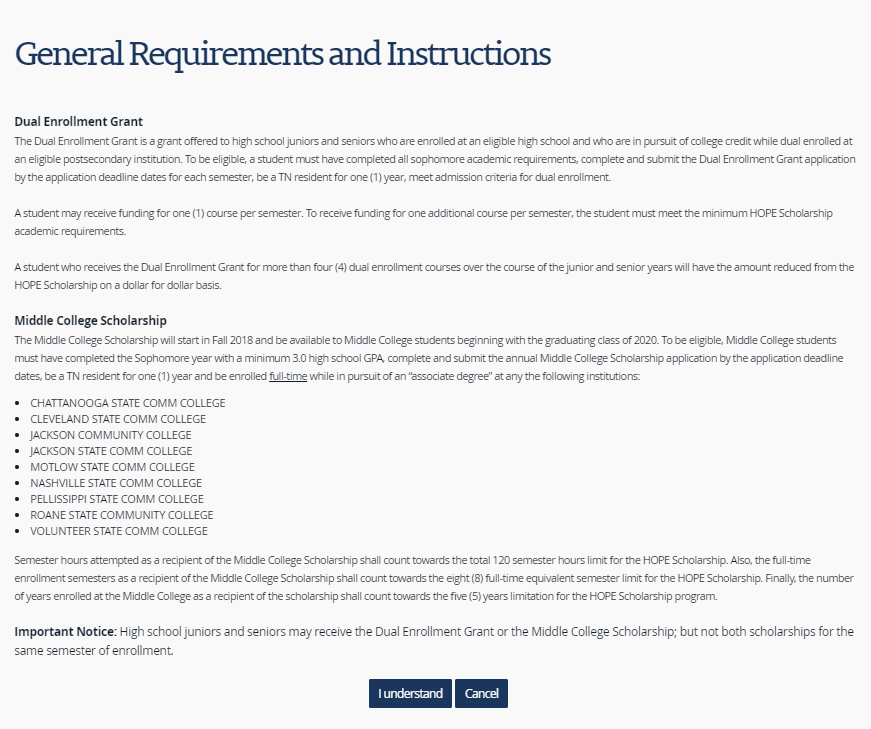 General Requirements and Instructions
Dual Enrollment Grant
The Dual Enrollment Grant is a grant offered to high school juniors and seniors who are enrolled at an eligible high school and who are in pursuit of college credit while dual enrolled at
an eligible postsecondary institution. To be eligible, a student must have completed all sophomore academic requirements, complete and submit the Dual Enrollment Grant application
by the application deadline dates for each semester, be a TN resident for one (1) year, meet admission criteria for dual enrollment.
A student may receive funding for one (1) course per semester. To receive funding for one additional course per semester, the student must meet the minimum HOPE Scholarship
academic requirements.
A student who receives the Dual Enrollment Grant for more than four (4) dual enrollment courses over the course of the junior and senior years will have the amount reduced from the
HOPE Scholarship on a dollar for dollar basis.
Middle College Scholarship
The Middle College Scholarship will start in Fall 2018 and be available to Middle College students beginning with the graduating class of 2020. To be eligible, Middle College students
must have completed the Sophomore year with a minimum 3.0 high school GPA, complete and submit the annual Middle College Scholarship application by the application deadline
dates, be a TN resident for one (1) year and be enrolled full-time while in pursuit of an “associate degree” at any the following institutions:
• CHATTANOOGA STATE COMM COLLEGE
• CLEVELAND STATE COMM COLLEGE
• JACKSON COMMUNITY COLLEGE
• JACKSON STATE COMM COLLEGE
• MOTLOW STATE COMM COLLEGE
• NASHVILLE STATE COMM COLLEGE
• PELLISSIPPI STATE COMM COLLEGE
• ROANE STATE COMMUNITY COLLEGE
• VOLUNTEER STATE COMM COLLEGE
Semester hours attempted as a recipient of the Middle College Scholarship shall count towards the total 120 semester hours limit for the HOPE Scholarship. Also, the full-time
enrollment semesters as a recipient of the Middle College Scholarship shall count towards the eight (8) full-time equivalent semester limit for the HOPE Scholarship. Finally, the number
of years enrolled at the Middle College as a recipient of the scholarship shall count towards the five (5) years limitation for the HOPE Scholarship program.
Important Notice: High school juniors and seniors may receive the Dual Enrollment Grant or the Middle College Scholarship; but not both scholarships for the
same semester of enrollment.
I understand Cancel